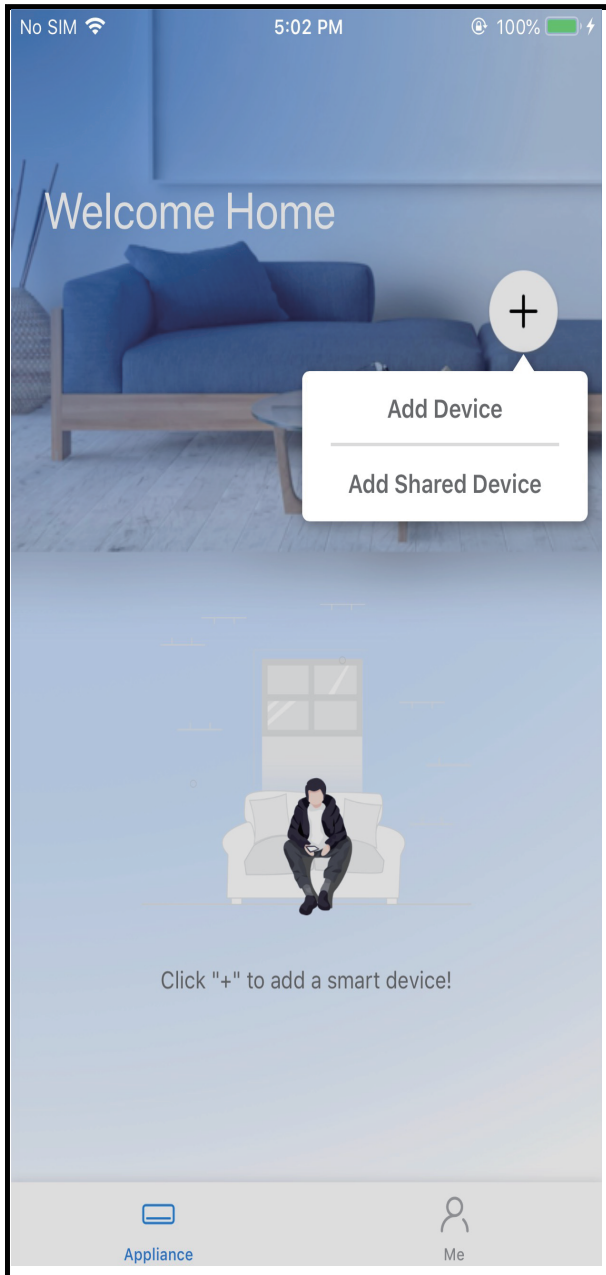 No SIM 5:02 PM 100%
Welcome Home
+
Add Device
Add Shared Device
Click "+" to add a smart device!
Appliance Me